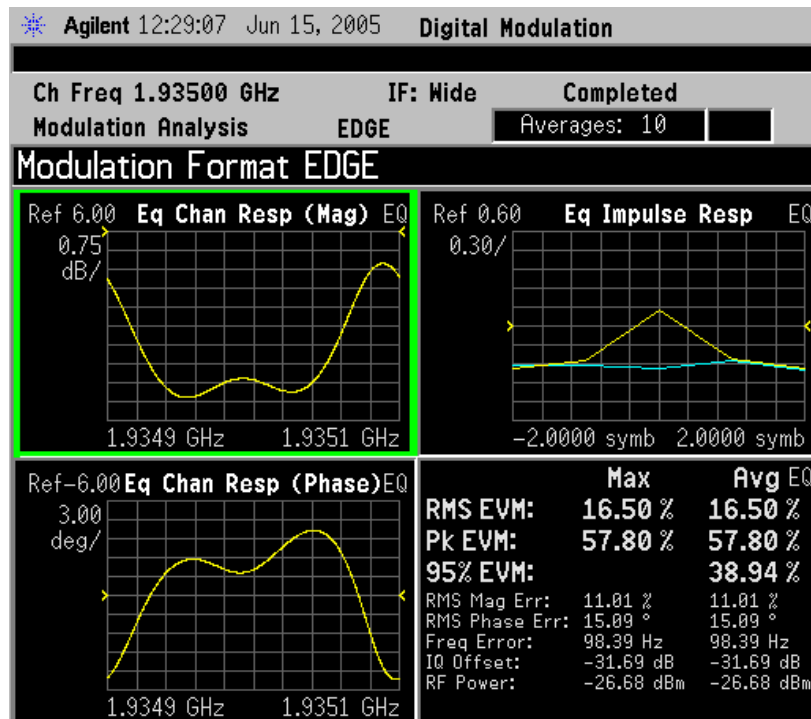 Agilent 12:29:07 Jun 15, 2005 Digital Modulation
Ch Freq 1.93500 GHz IF: Wide Completed
Modulation Analysis EDGE Averages: 10
Modulation Format EDGE
Ref 6.00 Eq Chan Resp (Mag) EQ
0.75
dB/
1.9349 GHz 1.9351 GHz
Ref 0.60 Eq Impulse Resp EQ
0.30/
-2.0000 symb 2.0000 symb
Ref-6.00 Eq Chan Resp (Phase) EQ
3.00
deg/
1.9349 GHz 1.9351 GHz
Max Avg EQ
RMS EVM: 16.50 % 16.50 %
Pk EVM: 57.80 % 57.80 %
95% EVM: 38.94 %
RMS Mag Err: 11.01 % 11.01 %
RMS Phase Err: 15.09 ° 15.09 °
Freq Error: 98.39 Hz 98.39 Hz
IQ Offset: -31.69 dB -31.69 dB
RF Power: -26.68 dBm -26.68 dBm